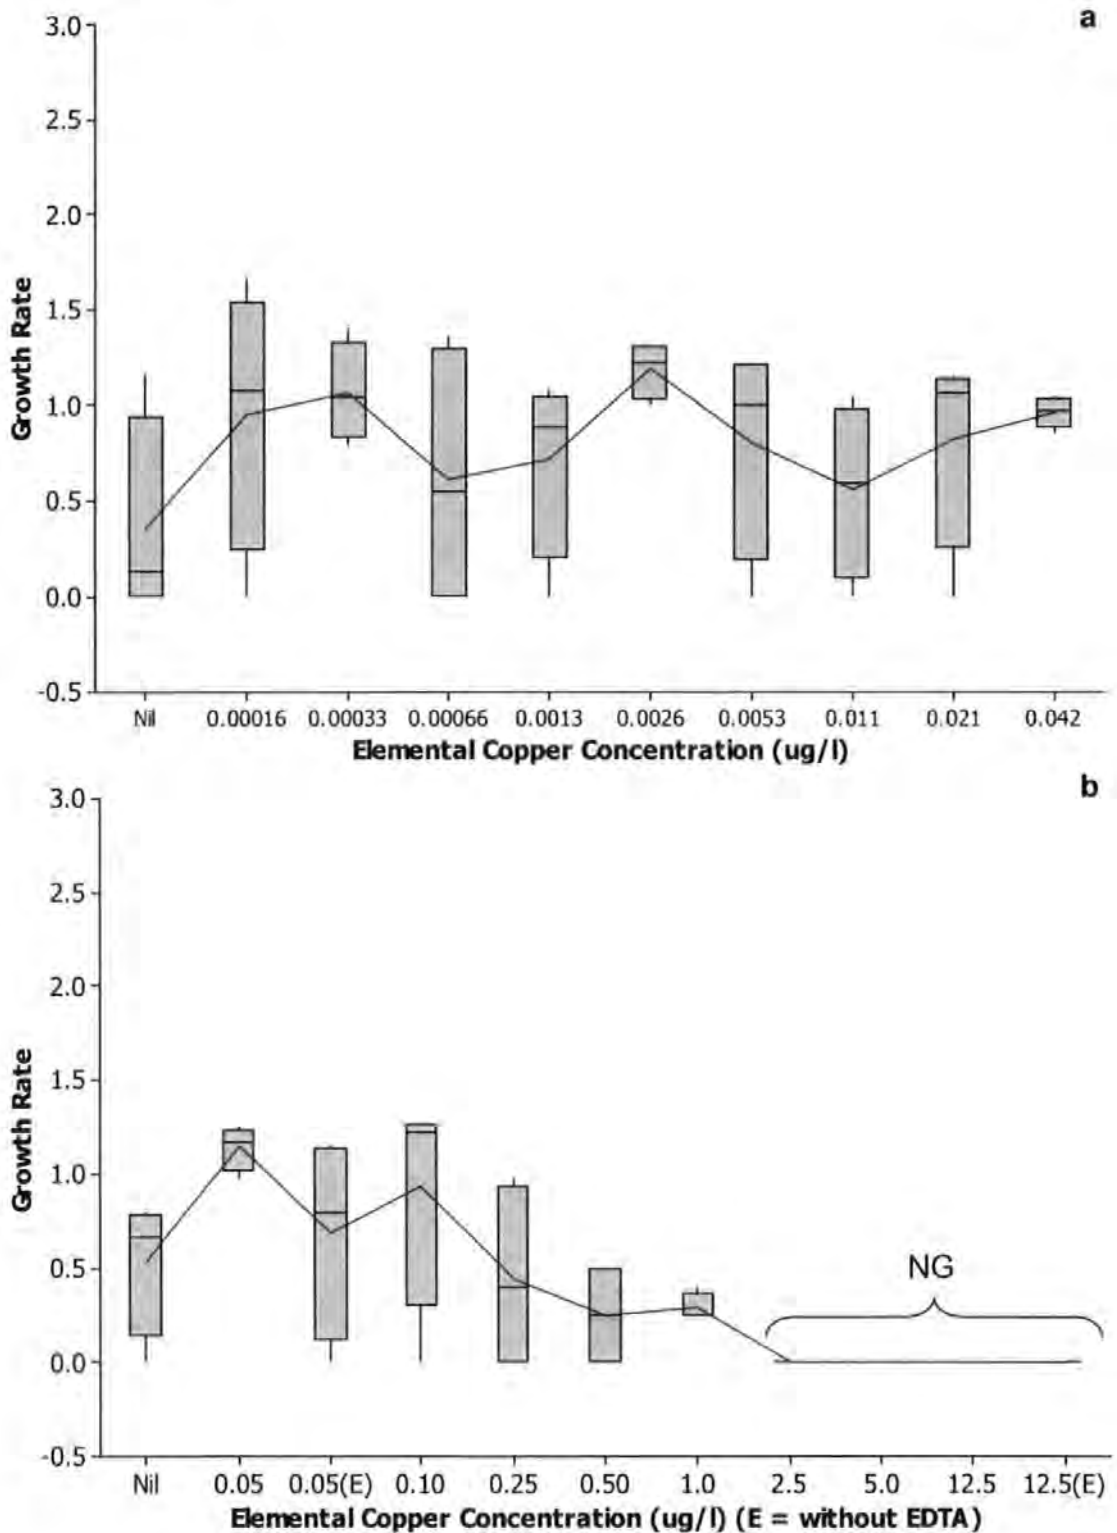 a
3.0
2.5
2.0
1.5
1.0
0.5
0.0
-0.5
Growth Rate
Nil 0.00016 0.00033 0.00066 0.0013 0.0026 0.0053 0.011 0.021 0.042
Elemental Copper Concentration (ug/l)
b
3.0
2.5
2.0
1.5
1.0
0.5
0.0
-0.5
Growth Rate
NG
Nil 0.05 0.05(E) 0.10 0.25 0.50 1.0 2.5 5.0 12.5 12.5(E)
Elemental Copper Concentration (ug/l) (E = without EDTA)